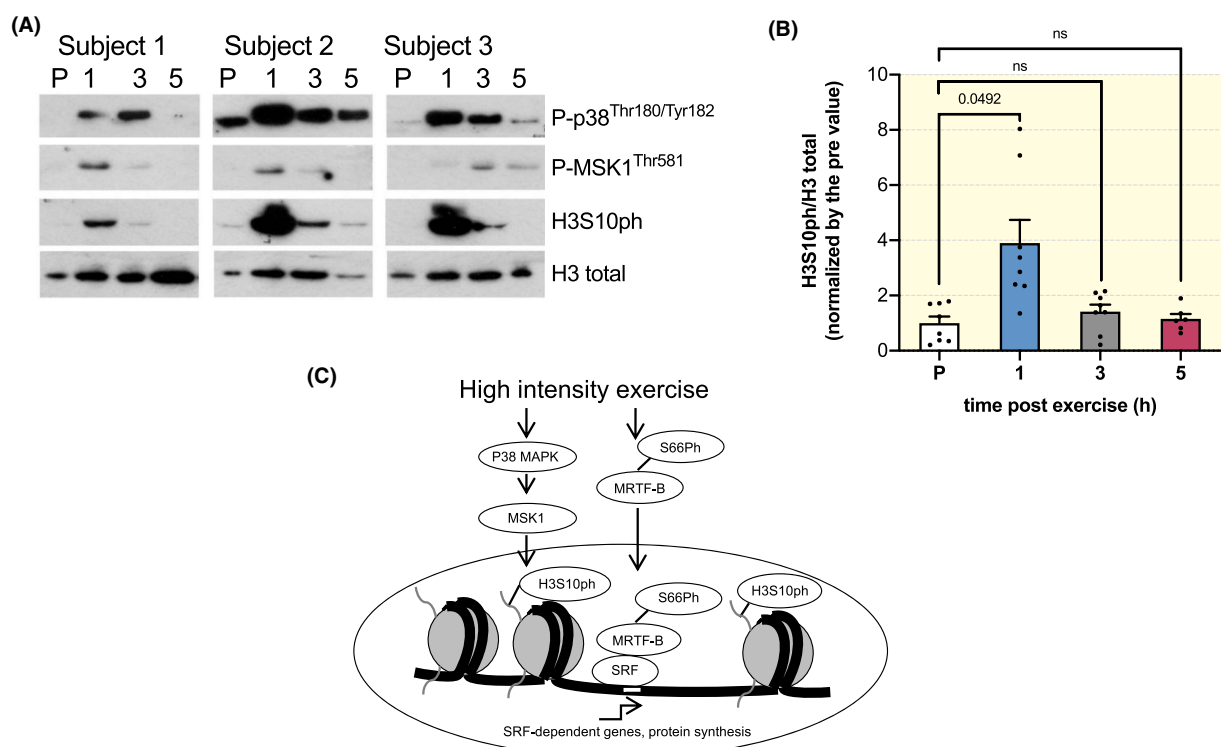 (A)
Subject 1 Subject 2 Subject 3
P 1 3 5 P 1 3 5 P 1 3 5
P-p38Thr180/Tyr182
P-MSK1Thr581
H3S10ph
H3 total
(B)
ns
ns
0.0492
H3S10ph/H3 total
(normalized by the pre value)
10
8
6
4
2
0
P 1 3 5
time post exercise (h)
(C)
High intensity exercise
P38 MAPK
S66Ph
MRTF-B
MSK1
H3S10ph
S66Ph
H3S10ph
MRTF-B
SRF
SRF-dependent genes, protein synthesis